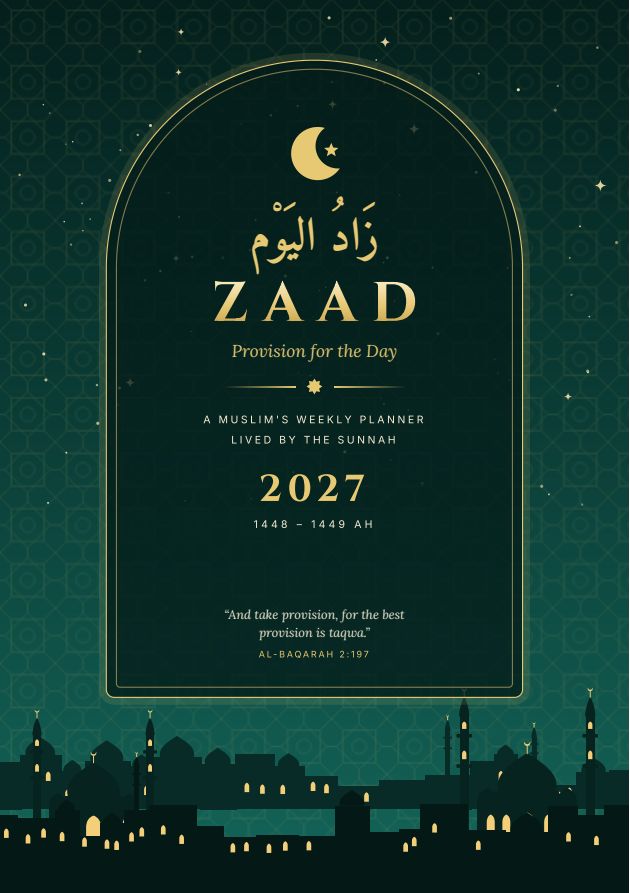 زَادُ اليَوْم
ZAAD
Provision for the Day
A MUSLIM'S WEEKLY PLANNER
LIVED BY THE SUNNAH
2027
1448 – 1449 AH
“And take provision, for the best
provision is taqwa.”
AL-BAQARAH 2:197